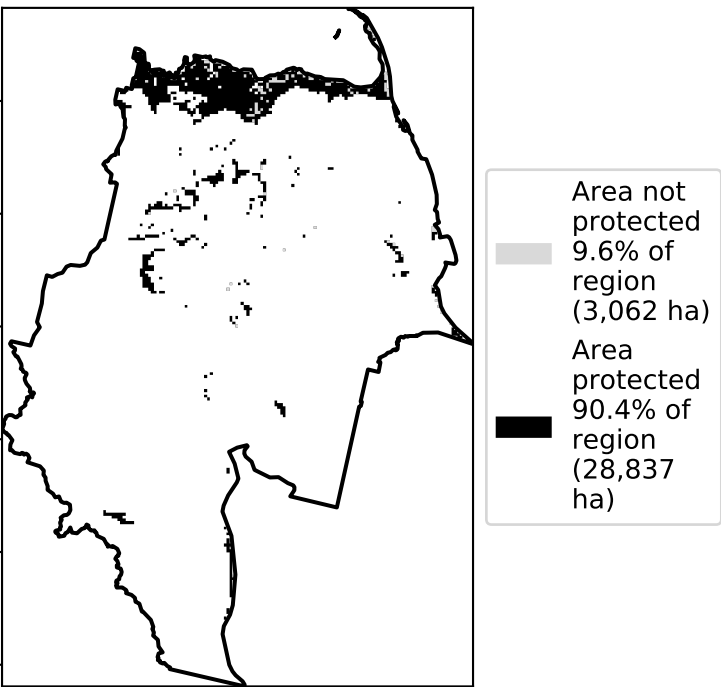 Area not
protected
9.6% of
region
(3,062 ha)
Area
protected
90.4% of
region
(28,837
ha)